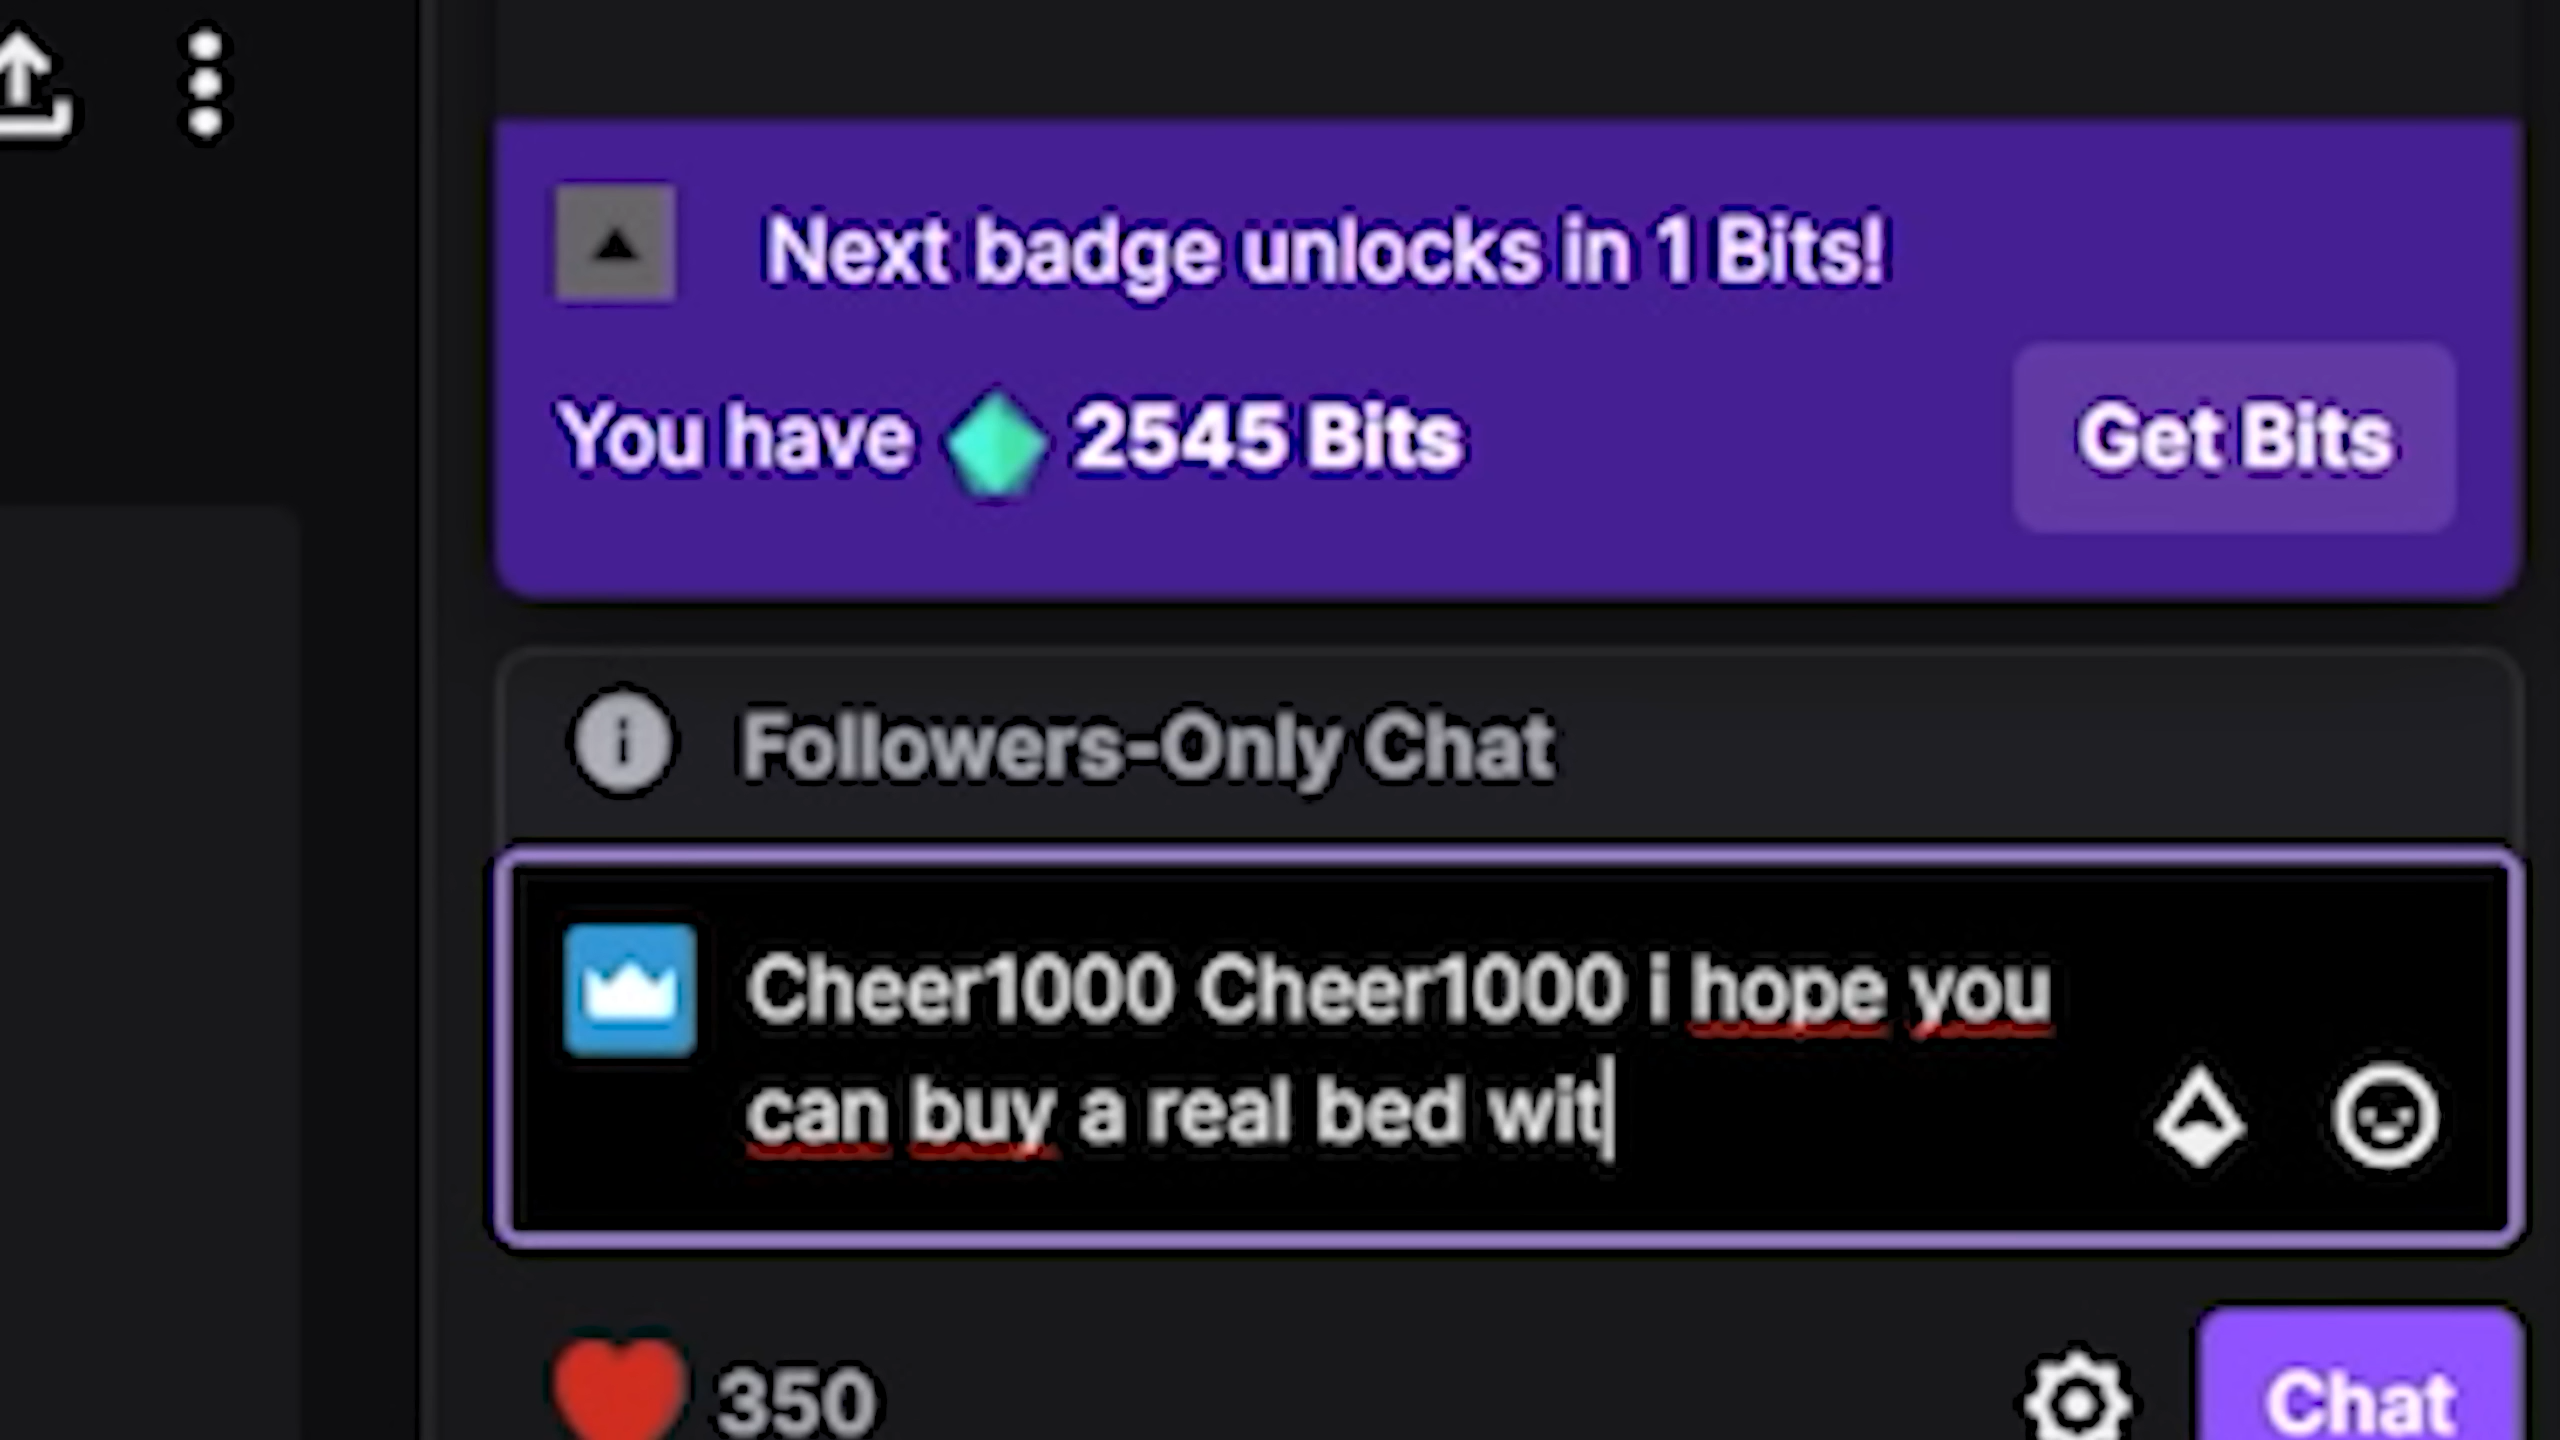 Next badge unlocks in 1 Bits!
You have 2545 Bits
Get Bits
Followers-Only Chat
Cheer1000 Cheer1000 i hope you
can buy a real bed wit
350
Chat